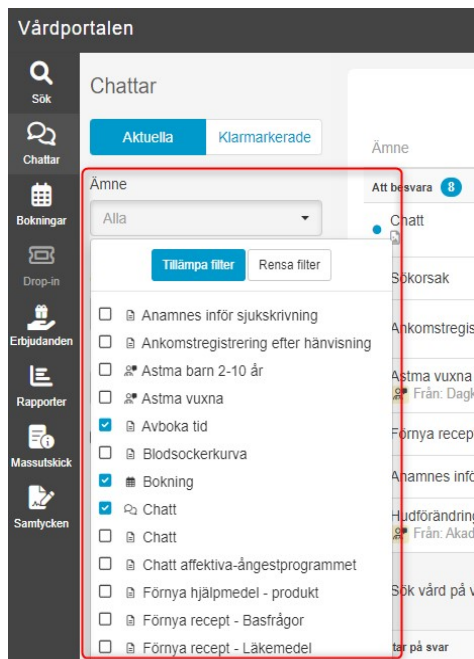 Vårdportalen
Sök
Chattar
Bokningar
Drop-in
Erbjudanden
Rapporter
Massutskick
Samtycken
Chattar
Aktuella
Klarmarkerade
Ämne
Alla
Tillämpa filter
Rensa filter
Anamnes inför sjukskrivning
Ankomstregistrering efter hänvisning
Astma barn 2-10 år
Astma vuxna
Avboka tid
Blodsockerkurva
Bokning
Chatt
Chatt
Chatt affektiva-ångestprogrammet
Förnya hjälpmedel - produkt
Förnya recept - Basfrågor
Förnya recept - Läkemedel
Ämne
Att besvara 8
Chatt
Sökorsak
Ankomstregis
Astma vuxna
Från: Dagk
Förnya recept
Anamnes inför
Hudförändring
Från: Akad
Sök vård på v
tar på svar